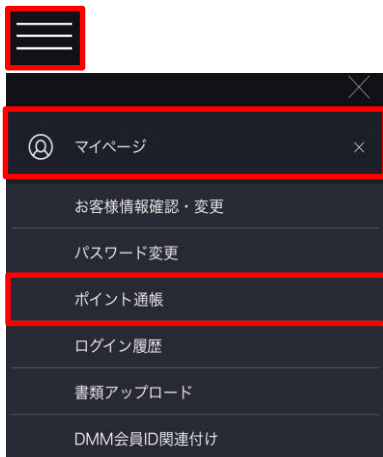 マイページ
お客様情報確認・変更
パスワード変更
ポイント通帳
ログイン履歴
書類アップロード
DMM会員ID関連付け